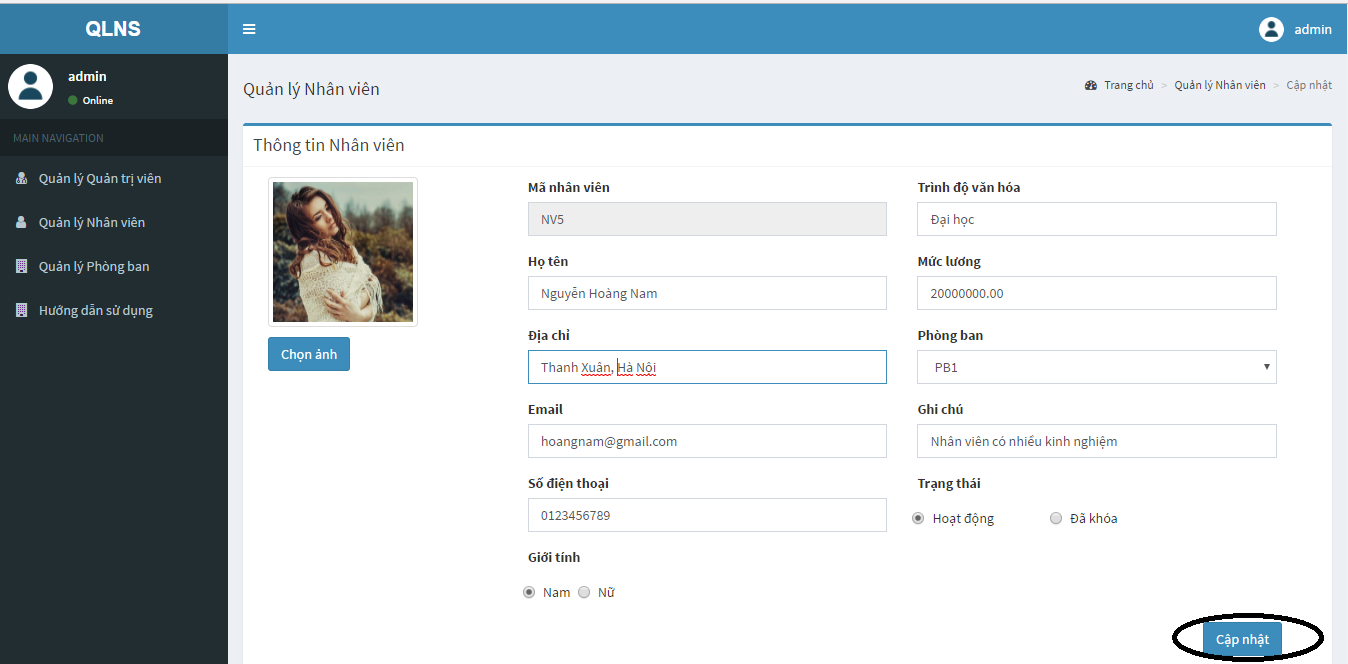 QLNS
admin
admin
Online
MAIN NAVIGATION
Quản lý Quản trị viên
Quản lý Nhân viên
Quản lý Phòng ban
Hướng dẫn sử dụng
Quản lý Nhân viên
Trang chủ > Quản lý Nhân viên > Cập nhật
Thông tin Nhân viên
Chọn ảnh
Mã nhân viên
NV5
Họ tên
Nguyễn Hoàng Nam
Địa chỉ
Thanh Xuân, Hà Nội
Email
hoangnam@gmail.com
Số điện thoại
0123456789
Giới tính
Nam Nữ
Trình độ văn hóa
Đại học
Mức lương
20000000.00
Phòng ban
PB1
Ghi chú
Nhân viên có nhiều kinh nghiệm
Trạng thái
Hoạt động Đã khóa
Cập nhật